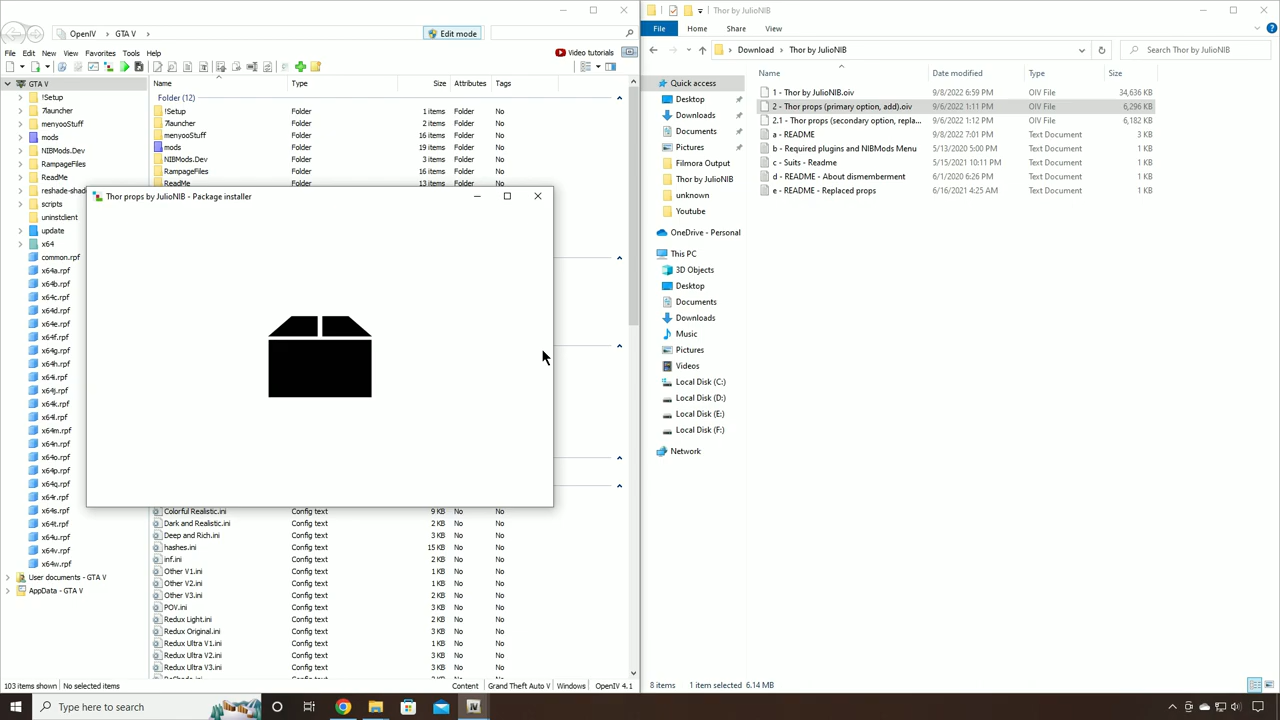 OpenIV > GTA V >
Edit mode
File Edit View Favorites Tools Help
Video tutorials
Name Type Size Attributes Tags
GTA V
!Setup
7launcher
menyooStuff
mods
NIBMods.Dev
RampageFiles
ReadMe
reshade-shad
scripts
uninstclient
update
x64
common.rpf
x64a.rpf
x64b.rpf
x64c.rpf
x64d.rpf
x64e.rpf
x64f.rpf
x64g.rpf
x64h.rpf
x64i.rpf
x64j.rpf
x64k.rpf
x64l.rpf
x64m.rpf
x64n.rpf
x64o.rpf
x64p.rpf
x64q.rpf
x64r.rpf
x64s.rpf
x64t.rpf
x64u.rpf
x64v.rpf
x64w.rpf
User documents - GTA V
AppData - GTA V
Folder (12)
!Setup Folder 1 items No
7launcher Folder 1 items No
menyooStuff Folder 16 items No
mods Folder 19 items No
NIBMods.Dev Folder 3 items No
RampageFiles Folder 16 items No
ReadMe Folder 13 items No
Thor props by JulioNIB - Package installer
Colorful Realistic.ini Config text 9 KB No No
Dark and Realistic.ini Config text 2 KB No No
Deep and Rich.ini Config text 3 KB No No
hashes.ini Config text 15 KB No No
inf.ini Config text 2 KB No No
Other V1.ini Config text 1 KB No No
Other V2.ini Config text 1 KB No No
Other V3.ini Config text 2 KB No No
POV.ini Config text 3 KB No No
Redux Light.ini Config text 2 KB No No
Redux Original.ini Config text 3 KB No No
Redux Ultra V1.ini Config text 1 KB No No
Redux Ultra V2.ini Config text 3 KB No No
Redux Ultra V3.ini Config text 2 KB No No
103 items shown No selected items Content Grand Theft Auto V Windows OpenIV 4.1
Thor by JulioNIB
File Home Share View
Download > Thor by JulioNIB
Search Thor by JulioNIB
Name Date modified Type Size
Quick access
Desktop
Downloads
Documents
Pictures
Filmora Output
Thor by JulioNIB
unknown
Youtube
OneDrive - Personal
This PC
3D Objects
Desktop
Documents
Downloads
Music
Pictures
Videos
Local Disk (C:)
Local Disk (D:)
Local Disk (E:)
Local Disk (F:)
Network
1 - Thor by JulioNIB.oiv 9/8/2022 6:59 PM OIV File 34,636 KB
2 - Thor props (primary option, add).oiv 9/6/2022 1:11 PM OIV File 6,296 KB
2.1 - Thor props (secondary option, repla... 9/6/2022 1:12 PM OIV File 6,182 KB
a - README 9/8/2022 7:01 PM Text Document 3 KB
b - Required plugins and NIBMods Menu 5/13/2020 5:00 PM Text Document 1 KB
c - Suits - Readme 5/15/2021 10:11 PM Text Document 1 KB
d - README - About dismemberment 6/1/2020 6:26 PM Text Document 1 KB
e - README - Replaced props 6/16/2021 4:25 AM Text Document 1 KB
8 items 1 item selected 6.14 MB
Type here to search